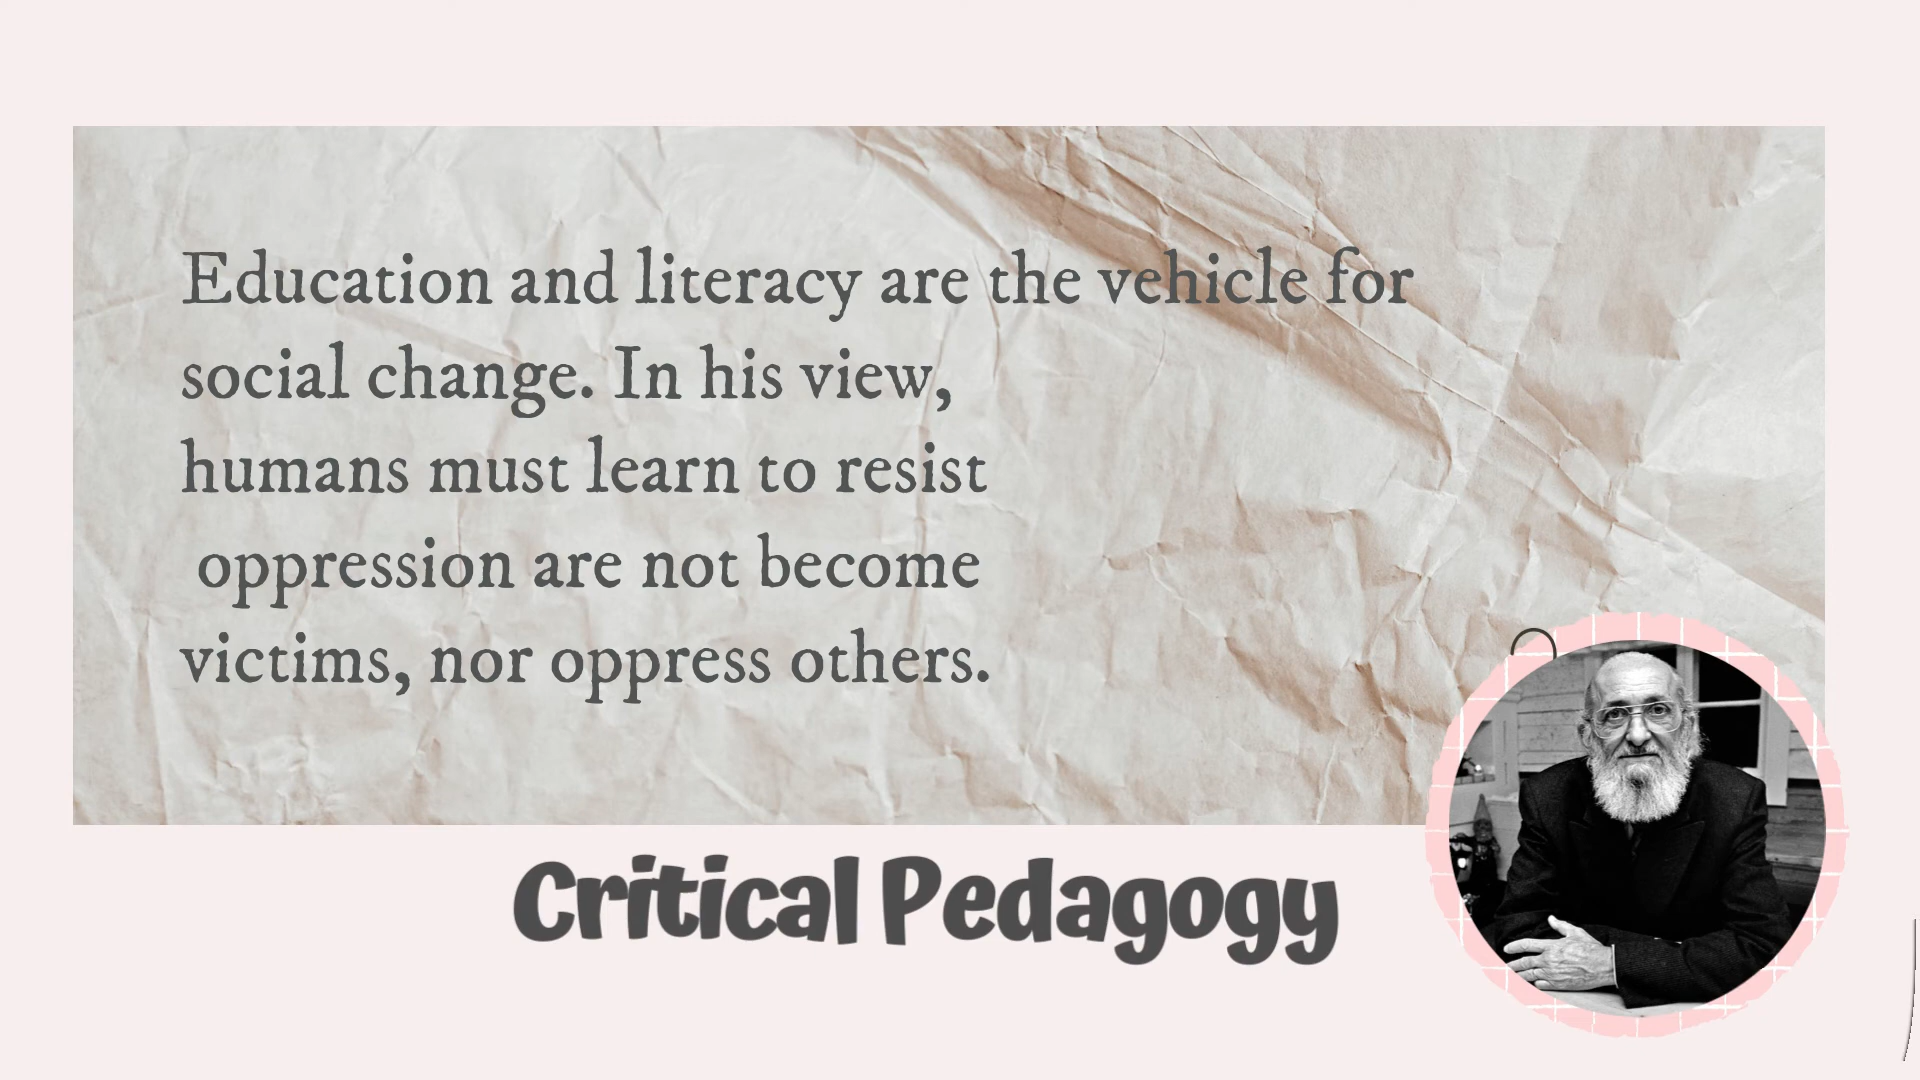 Education and literacy are the vehicle for
social change. In his view,
humans must learn to resist
oppression are not become
victims, nor oppress others.
Critical Pedagogy